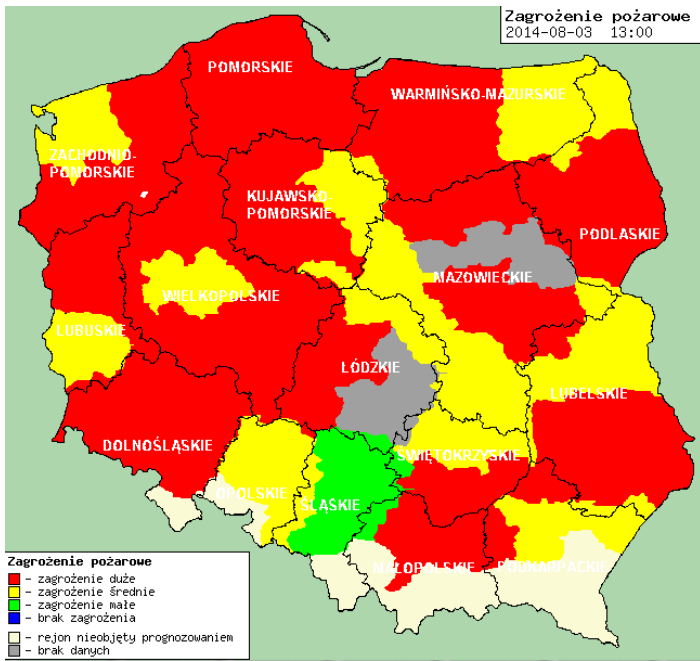 Zagrożenie pożarowe
2014-08-03 13:00
POMORSKIE
WARMIŃSKO-MAZURSKIE
ZACHODNIO-
POMORSKIE
KUJAWSKO-
POMORSKIE
PODLASKIE
MAZOWIECKIE
WIELKOPOLSKIE
LUBUSKIE
ŁÓDZKIE
LUBELSKIE
DOLNOŚLĄSKIE
ŚWIĘTOKRZYSKIE
OPOLSKIE
ŚLĄSKIE
MAŁOPOLSKIE
PODKARPACKIE
Zagrożenie pożarowe
- zagrożenie duże
- zagrożenie średnie
- zagrożenie małe
- brak zagrożenia
- rejon nieobjęty prognozowaniem
- brak danych